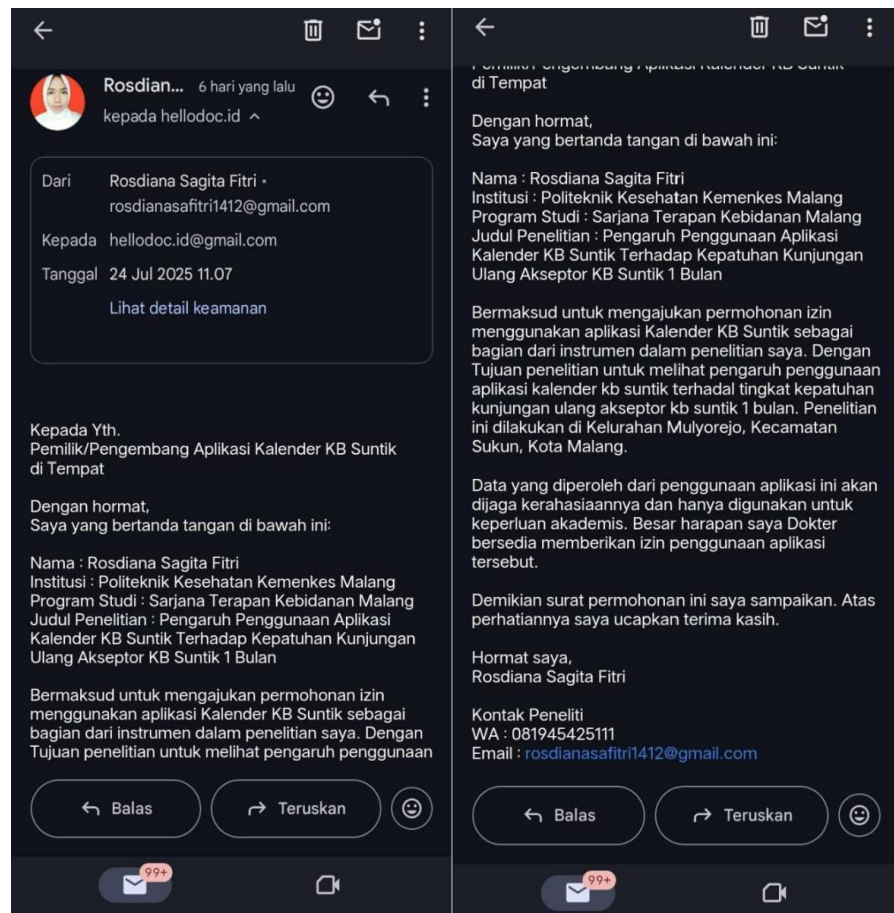 Rosdian... 6 hari yang lalu
kepada hellodoc.id
Dari Rosdiana Sagita Fitri •
rosdianasafitri1412@gmail.com
Kepada hellodoc.id@gmail.com
Tanggal 24 Jul 2025 11.07
Lihat detail keamanan
Kepada Yth.
Pemilik/Pengembang Aplikasi Kalender KB Suntik
di Tempat
Dengan hormat,
Saya yang bertanda tangan di bawah ini:
Nama : Rosdiana Sagita Fitri
Institusi : Politeknik Kesehatan Kemenkes Malang
Program Studi : Sarjana Terapan Kebidanan Malang
Judul Penelitian : Pengaruh Penggunaan Aplikasi
Kalender KB Suntik Terhadap Kepatuhan Kunjungan
Ulang Akseptor KB Suntik 1 Bulan
Bermaksud untuk mengajukan permohonan izin
menggunakan aplikasi Kalender KB Suntik sebagai
bagian dari instrumen dalam penelitian saya. Dengan
Tujuan penelitian untuk melihat pengaruh penggunaan
Balas
Teruskan
99+
Pemilik/Pengembang Aplikasi Kalender KB Suntik
di Tempat
Dengan hormat,
Saya yang bertanda tangan di bawah ini:
Nama : Rosdiana Sagita Fitri
Institusi : Politeknik Kesehatan Kemenkes Malang
Program Studi : Sarjana Terapan Kebidanan Malang
Judul Penelitian : Pengaruh Penggunaan Aplikasi
Kalender KB Suntik Terhadap Kepatuhan Kunjungan
Ulang Akseptor KB Suntik 1 Bulan
Bermaksud untuk mengajukan permohonan izin
menggunakan aplikasi Kalender KB Suntik sebagai
bagian dari instrumen dalam penelitian saya. Dengan
Tujuan penelitian untuk melihat pengaruh penggunaan
aplikasi kalender kb suntik terhadal tingkat kepatuhan
kunjungan ulang akseptor kb suntik 1 bulan. Penelitian
ini dilakukan di Kelurahan Mulyorejo, Kecamatan
Sukun, Kota Malang.
Data yang diperoleh dari penggunaan aplikasi ini akan
dijaga kerahasiaannya dan hanya digunakan untuk
keperluan akademis. Besar harapan saya Dokter
bersedia memberikan izin penggunaan aplikasi
tersebut.
Demikian surat permohonan ini saya sampaikan. Atas
perhatiannya saya ucapkan terima kasih.
Hormat saya,
Rosdiana Sagita Fitri
Kontak Peneliti
WA : 081945425111
Email : rosdianasafitri1412@gmail.com
Balas
Teruskan
99+